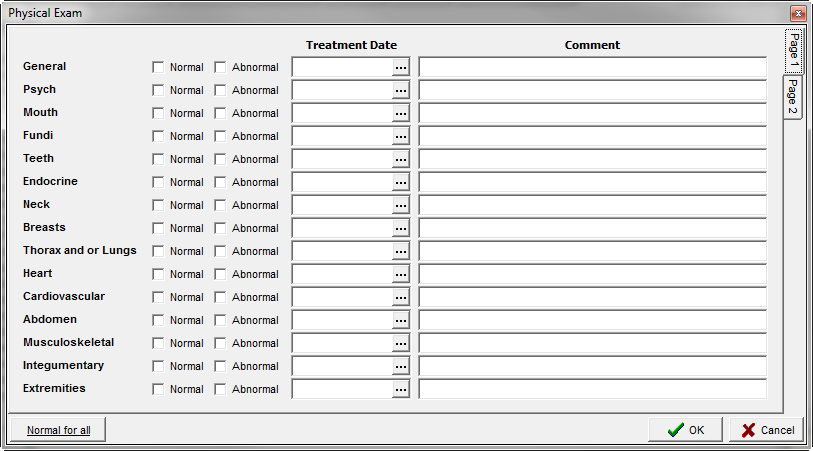 Physical Exam
Treatment Date Comment
General Normal Abnormal ...
Psych Normal Abnormal ...
Mouth Normal Abnormal ...
Fundi Normal Abnormal ...
Teeth Normal Abnormal ...
Endocrine Normal Abnormal ...
Neck Normal Abnormal ...
Breasts Normal Abnormal ...
Thorax and or Lungs Normal Abnormal ...
Heart Normal Abnormal ...
Cardiovascular Normal Abnormal ...
Abdomen Normal Abnormal ...
Musculoskeletal Normal Abnormal ...
Integumentary Normal Abnormal ...
Extremities Normal Abnormal ...
Page 1
Page 2
Normal for all OK Cancel